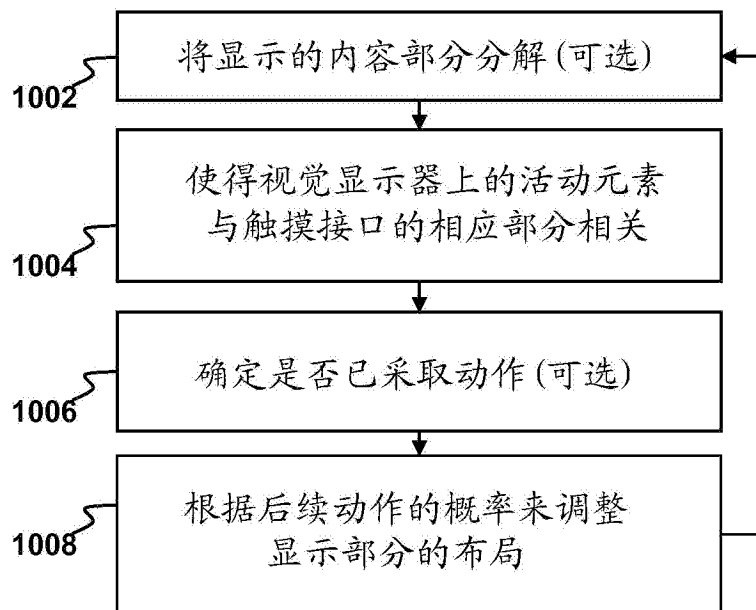 将显示的内容部分分解(可选)
1002
使得视觉显示器上的活动元素
与触摸接口的相应部分相关
1004
确定是否已采取动作(可选)
1006
根据后续动作的概率来调整
显示部分的布局
1008